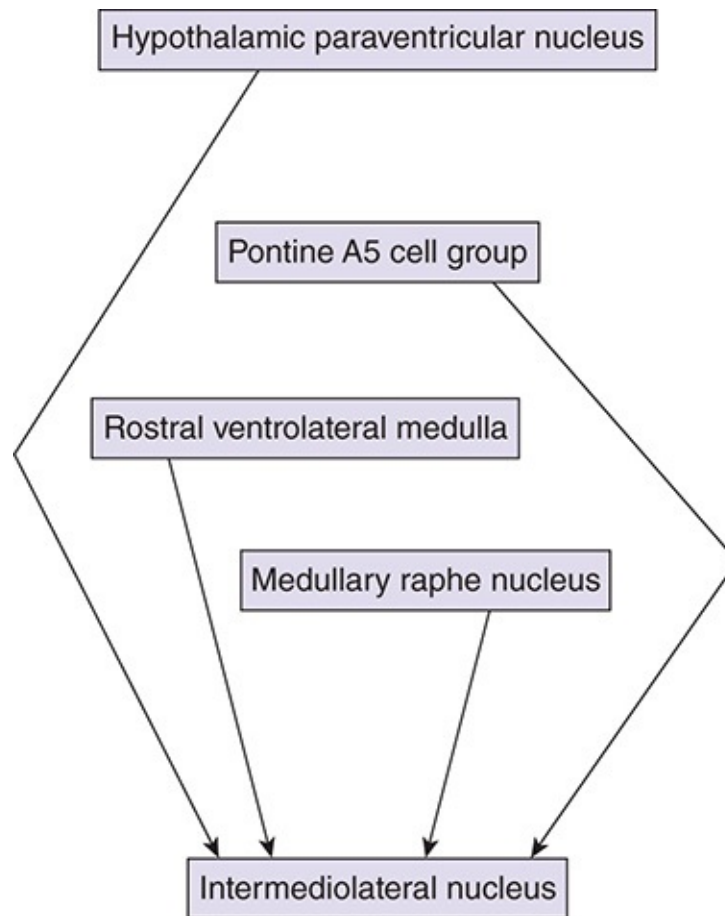 Hypothalamic paraventricular nucleus
Pontine A5 cell group
Rostral ventrolateral medulla
Medullary raphe nucleus
Intermediolateral nucleus